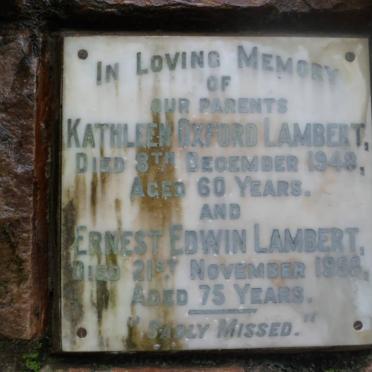 IN LOVING MEMORY
OF
OUR PARENTS
KATHLEEN OXFORD LAMBERT,
DIED 8TH DECEMBER 1948,
AGED 60 YEARS.
AND
ERNEST EDWIN LAMBERT,
DIED 21ST NOVEMBER 1958,
AGED 75 YEARS.
"SADLY MISSED."